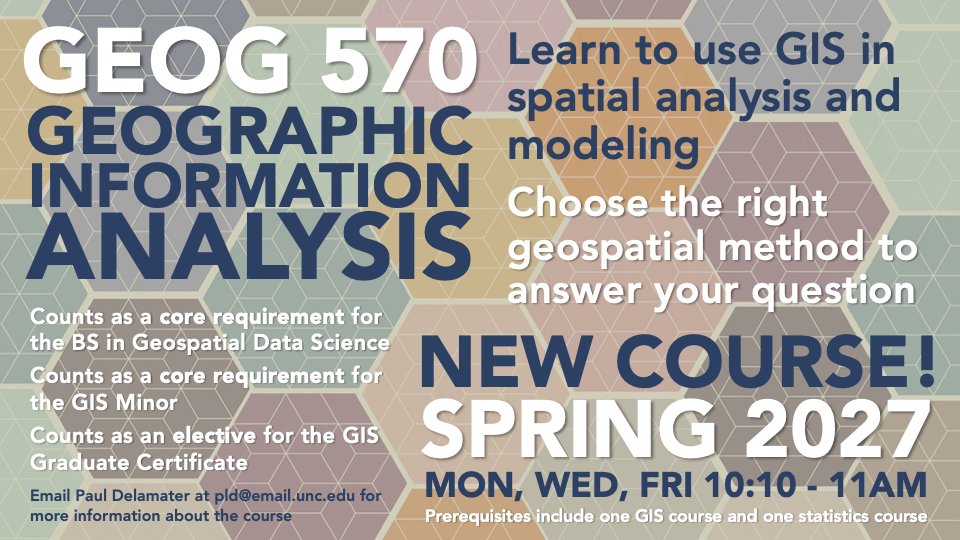 GEOG 570
GEOGRAPHIC
INFORMATION
ANALYSIS
Counts as a core requirement for
the BS in Geospatial Data Science
Counts as a core requirement for
the GIS Minor
Counts as an elective for the GIS
Graduate Certificate
Email Paul Delamater at pld@email.unc.edu for
more information about the course
Learn to use GIS in
spatial analysis and
modeling
Choose the right
geospatial method to
answer your question
NEW COURSE!
SPRING 2027
MON, WED, FRI 10:10 - 11AM
Prerequisites include one GIS course and one statistics course